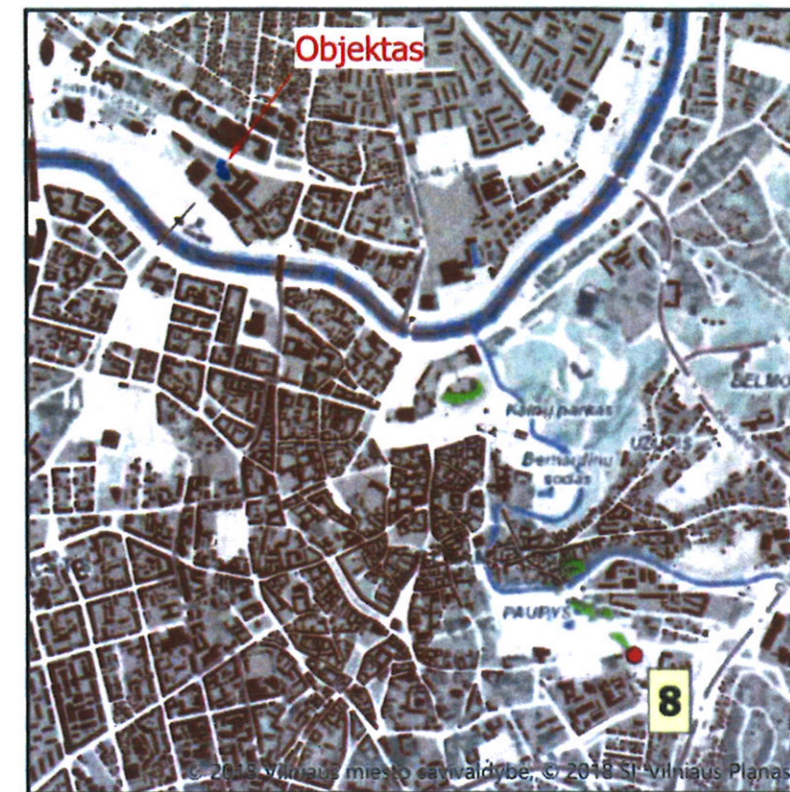 Objektas
Kalnų parkas
BELMO
UŽUPIS
Bernardinų
sodas
PAUPYS
8
© 2018 Vilniaus miesto savivaldybė, © 2018 SĮ "Vilniaus Planas